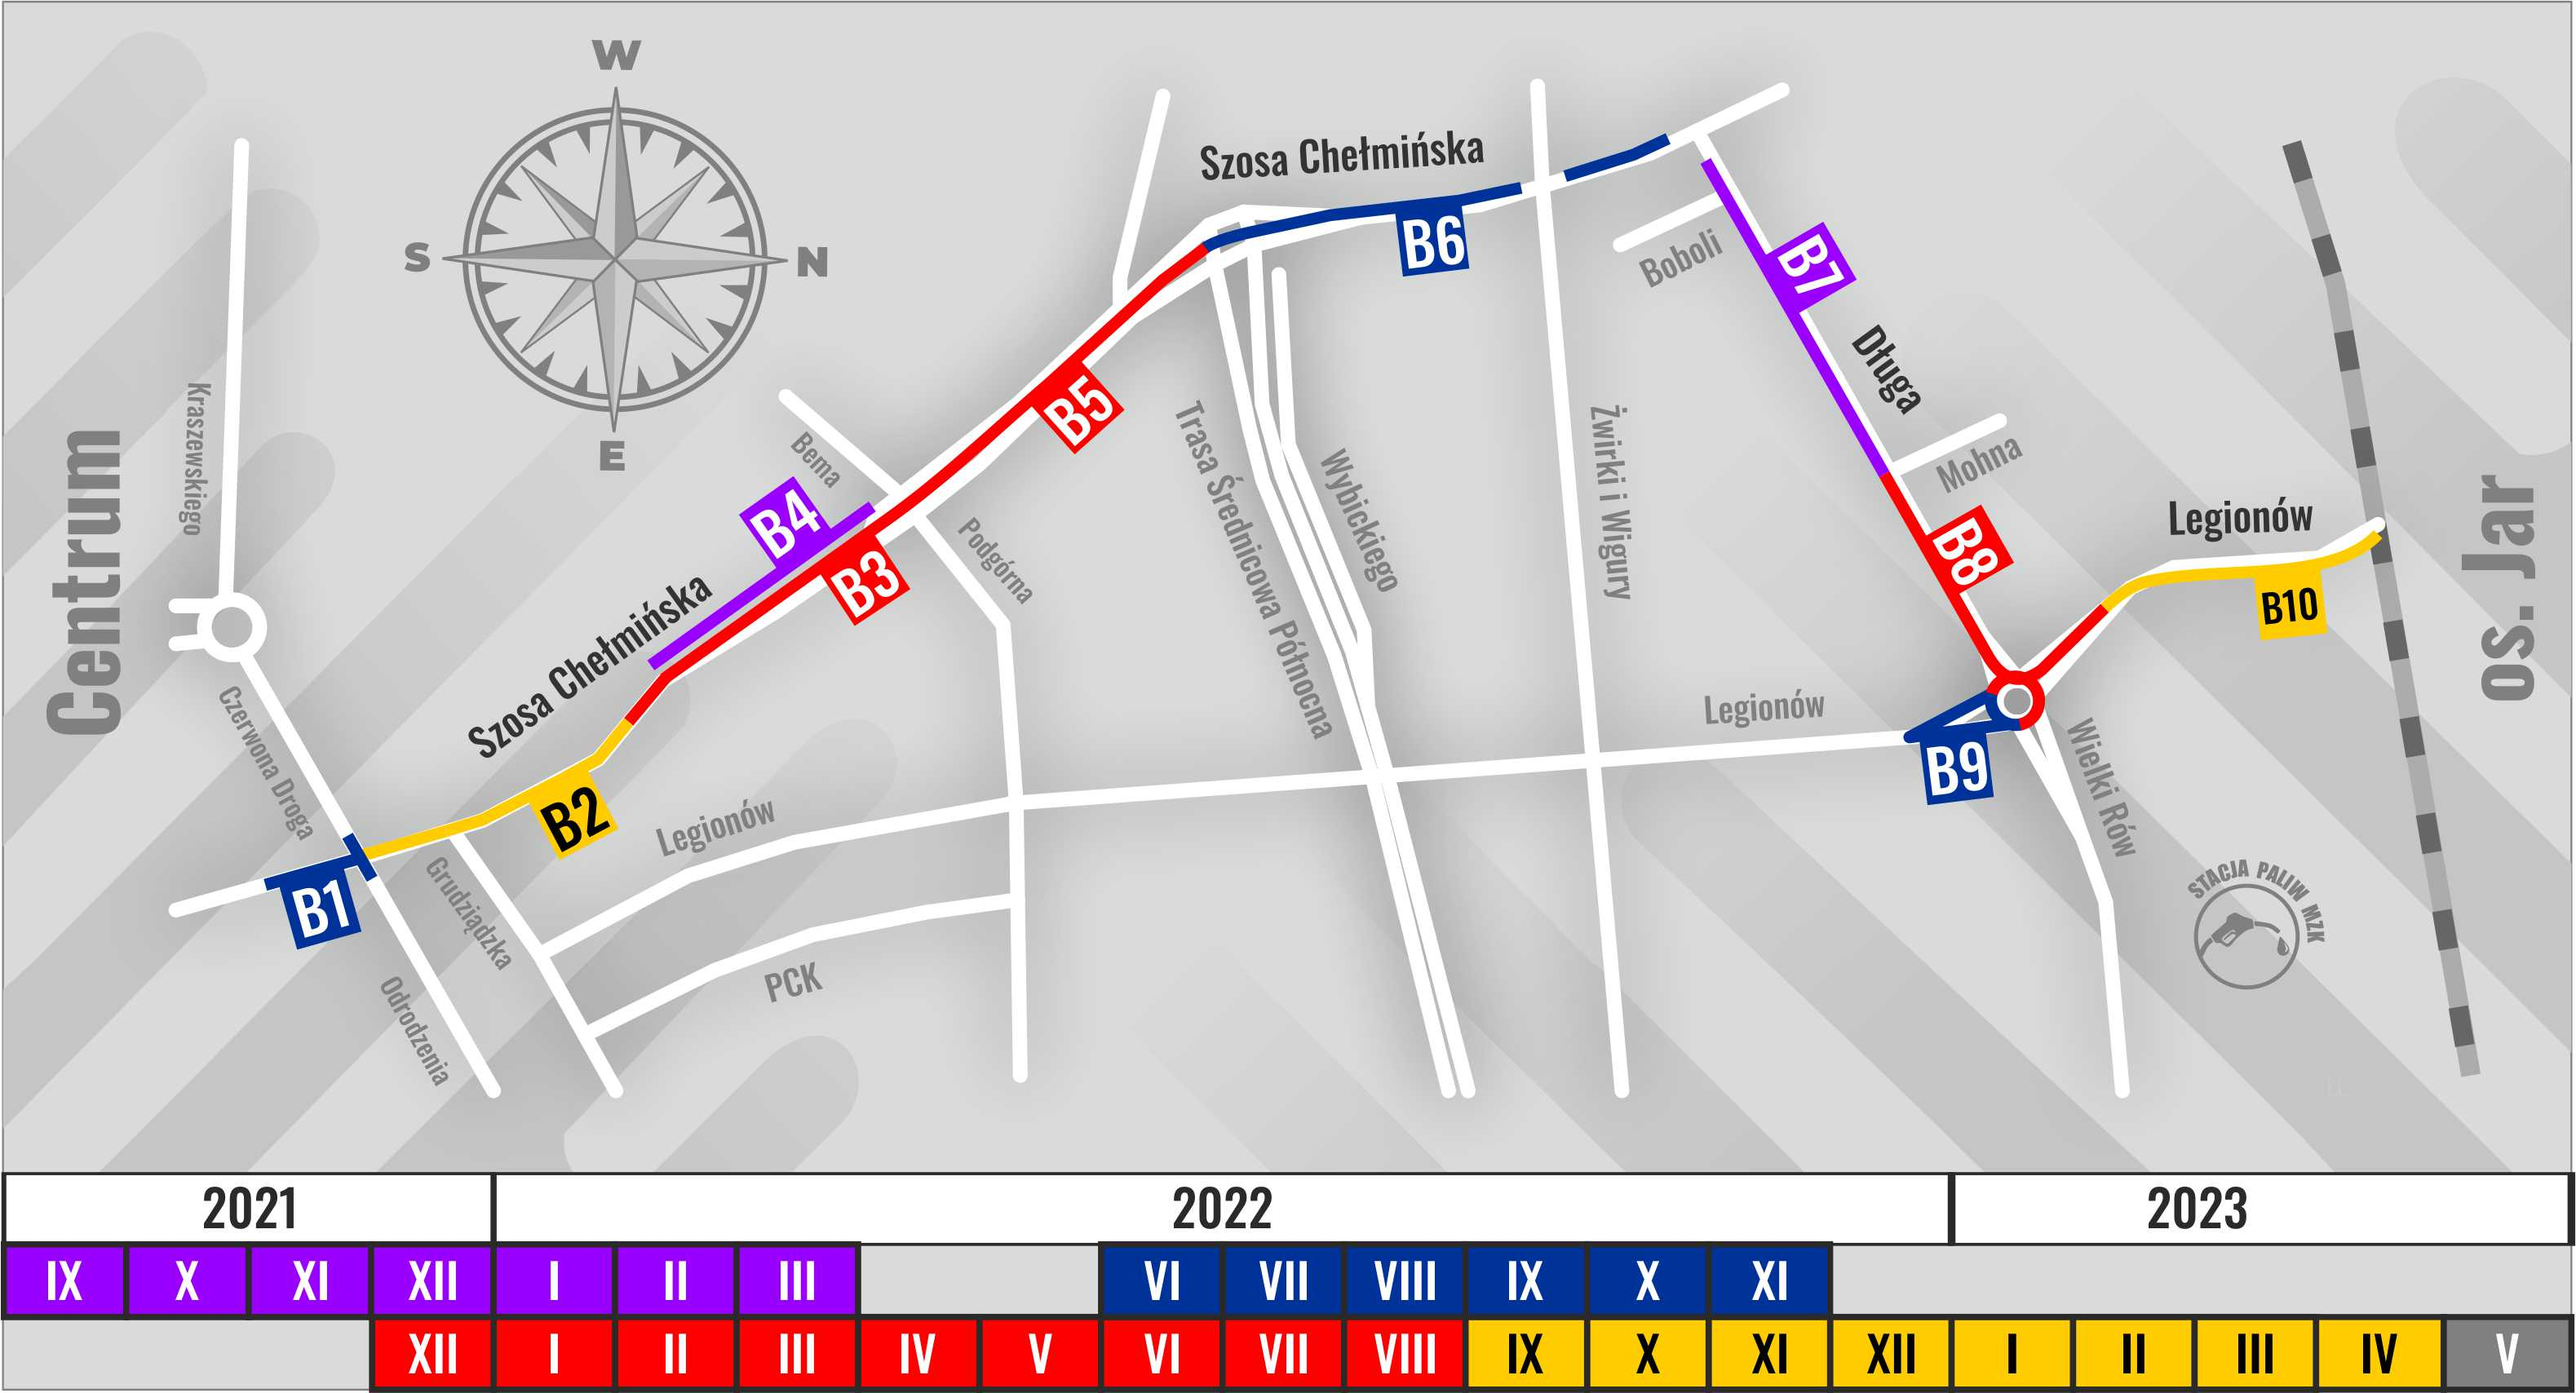 W
S
N
E
Centrum
Kraszewskiego
Czerwona Droga
B1
Odrodzenia
Grudziądzka
B2
Szosa Chełmińska
B4
B3
Bema
Podgórna
Legionów
PCK
B5
Szosa Chełmińska
B6
Trasa Średnicowa Północna
Wybickiego
Żwirki i Wigury
Boboli
B7
Długa
Mohna
B8
Legionów
B9
Wielki Rów
Legionów
B10
STACJA PALIW MZK
os. Jar
2021 2022 2023
IX X XI XII I II III VI VII VIII IX X XI
XII I II III IV V VI VII VIII IX X XI XII I II III IV V